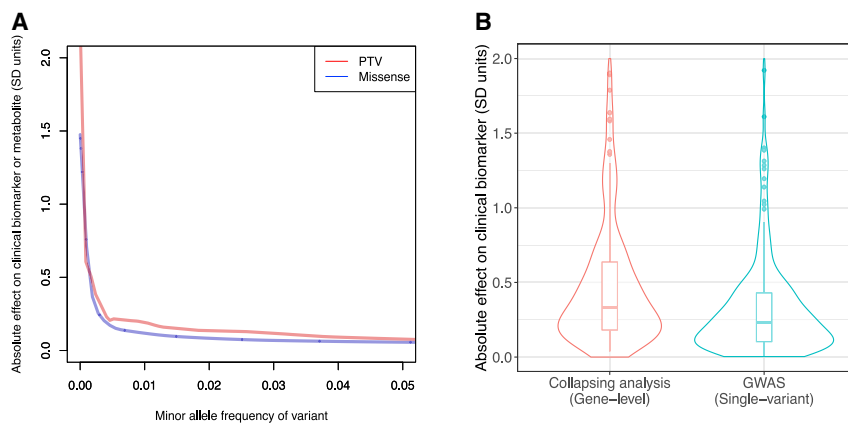 A
Absolute effect on clinical biomarker or metabolite (SD units)
2.0
1.5
1.0
0.5
0.0
PTV
Missense
0.00 0.01 0.02 0.03 0.04 0.05
Minor allele frequency of variant
B
Absolute effect on clinical biomarker (SD units)
2.0
1.5
1.0
0.5
0.0
Collapsing analysis
(Gene−level)
GWAS
(Single−variant)